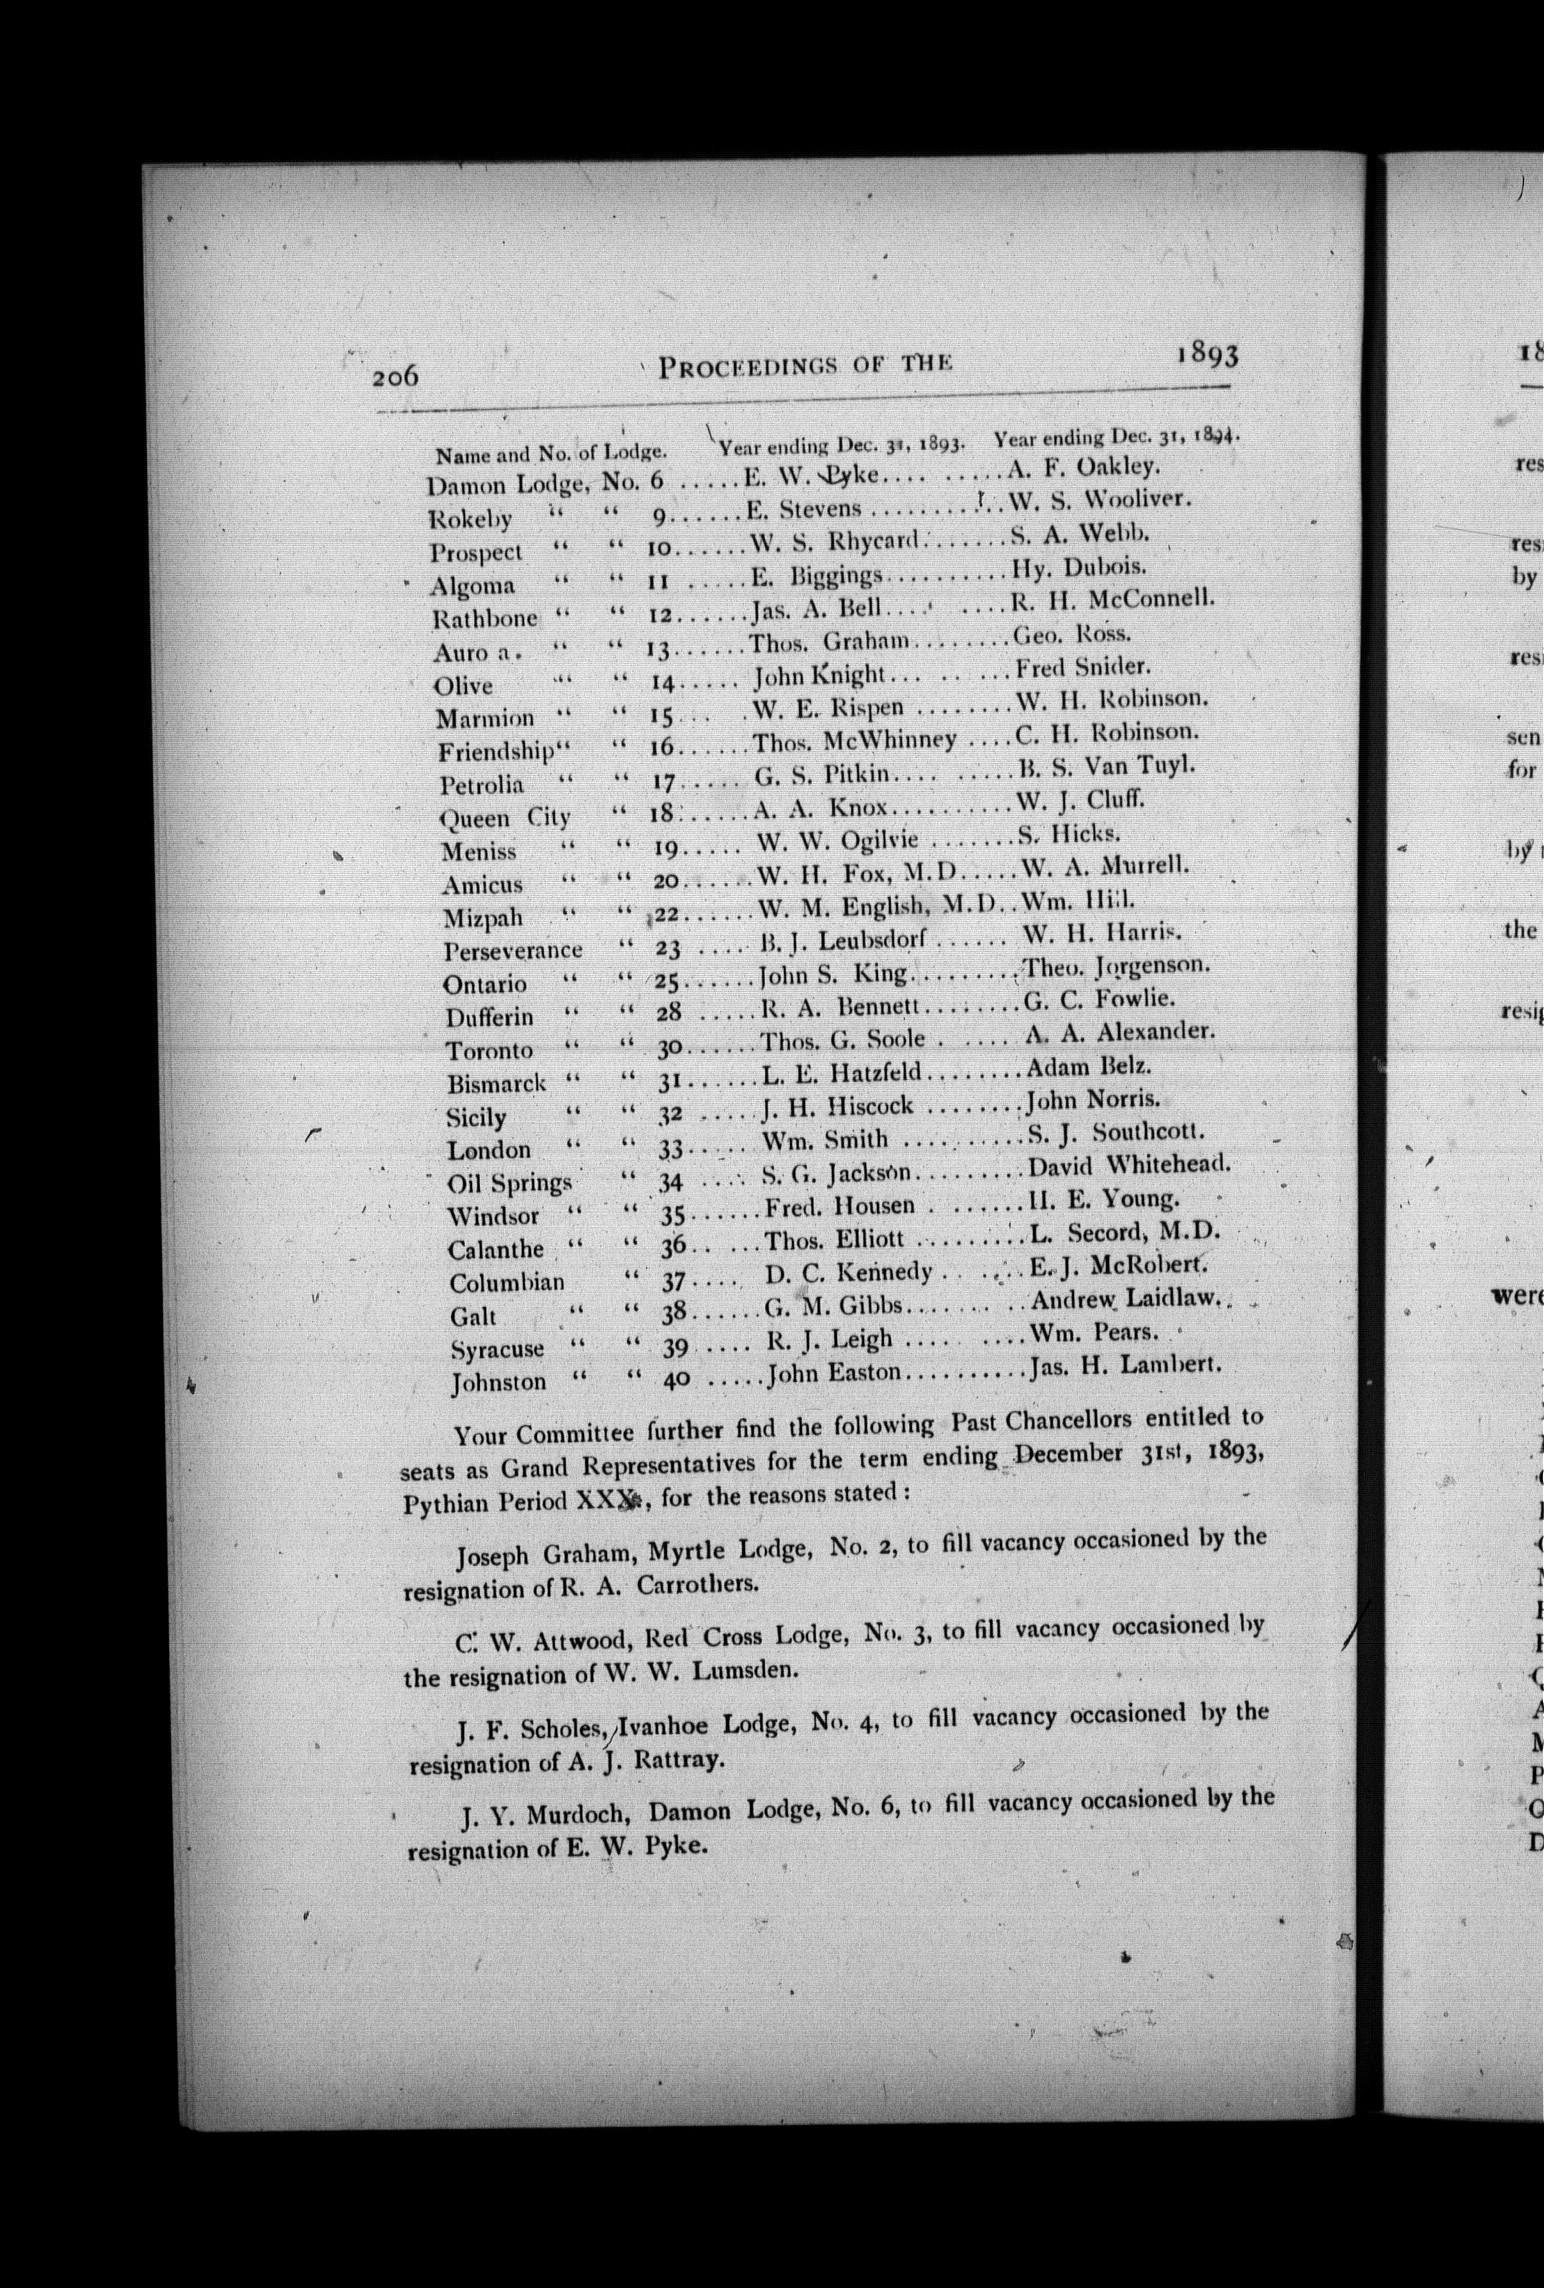 206 PROCEEDINGS OF THE 1893
Name and No. of Lodge. Year ending Dec. 31, 1893. Year ending Dec. 31, 1894.
Damon Lodge, No. 6 ..... E. W. Pyke.... ..... A. F. Oakley.
Rokeby “ “ 9...... E. Stevens ........... W. S. Wooliver.
Prospect “ “ 10...... W. S. Rhycard........ S. A. Webb.
Algoma “ “ 11 ..... E. Biggings.......... Hy. Dubois.
Rathbone “ “ 12...... Jas. A. Bell.... .... R. H. McConnell.
Auro a. “ “ 13...... Thos. Graham........ Geo. Ross.
Olive “ “ 14..... John Knight... ...... Fred Snider.
Marmion “ “ 15... . W. E. Rispen ........ W. H. Robinson.
Friendship “ “ 16...... Thos. McWhinney .... C. H. Robinson.
Petrolia “ “ 17..... G. S. Pitkin.... ..... B. S. Van Tuyl.
Queen City “ 18...... A. A. Knox.......... W. J. Cluff.
Meniss “ “ 19..... W. W. Ogilvie ....... S. Hicks.
Amicus “ “ 20...... W. H. Fox, M.D..... W. A. Murrell.
Mizpah “ “ 22...... W. M. English, M.D.. Wm. Hill.
Perseverance “ 23 .... B. J. Leubsdorf ...... W. H. Harris.
Ontario “ “ 25...... John S. King......... Theo. Jorgenson.
Dufferin “ “ 28 ..... R. A. Bennett........ G. C. Fowlie.
Toronto “ “ 30...... Thos. G. Soole . .... A. A. Alexander.
Bismarck “ “ 31...... L. E. Hatzfeld........ Adam Belz.
Sicily “ “ 32 ..... J. H. Hiscock ........ John Norris.
London “ “ 33..... Wm. Smith .......... S. J. Southcott.
Oil Springs “ 34 .... S. G. Jackson......... David Whitehead.
Windsor “ “ 35...... Fred. Housen . ...... H. E. Young.
Calanthe “ “ 36.. ... Thos. Elliott ......... L. Secord, M.D.
Columbian “ 37.... D. C. Kennedy . .... E. J. McRobert.
Galt “ “ 38...... G. M. Gibbs....... .. Andrew Laidlaw.
Syracuse “ “ 39 ..... R. J. Leigh ..... .... Wm. Pears.
Johnston “ “ 40 ..... John Easton.......... Jas. H. Lambert.
Your Committee further find the following Past Chancellors entitled to
seats as Grand Representatives for the term ending December 31st, 1893,
Pythian Period , for the reasons stated :
Joseph Graham, Myrtle Lodge, No. 2, to fill vacancy occasioned by the
resignation of R. A. Carrothers.
C. W. Attwood, Red Cross Lodge, No. 3, to fill vacancy occasioned by
the resignation of W. W. Lumsden.
J. F. Scholes, Ivanhoe Lodge, No. 4, to fill vacancy occasioned by the
resignation of A. J. Rattray.
J. Y. Murdoch, Damon Lodge, No. 6, to fill vacancy occasioned by the
resignation of E. W. Pyke.